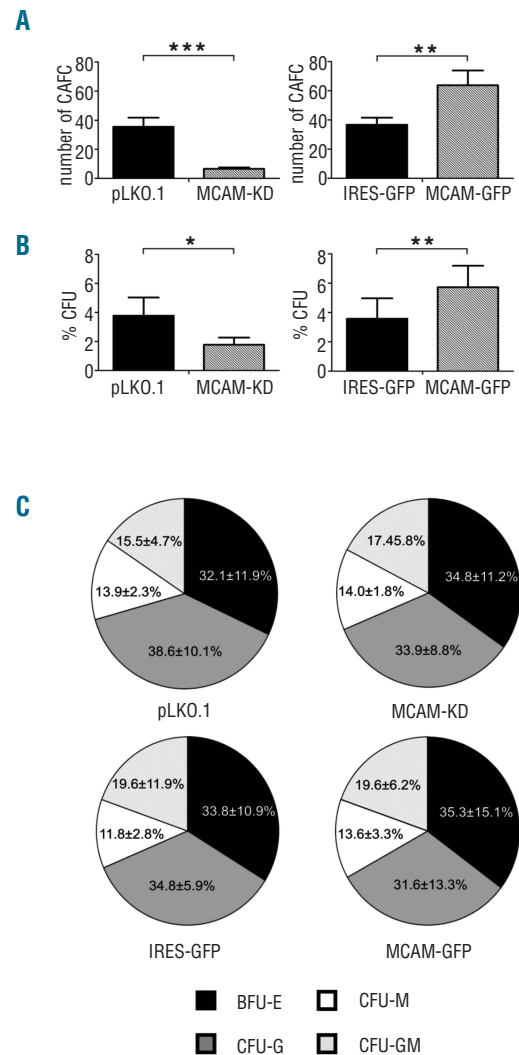 A
number of CAFC
80
60
40
20
0
***
pLKO.1 MCAM-KD
number of CAFC
80
60
40
20
0
**
IRES-GFP MCAM-GFP
B
% CFU
8
6
4
2
0
*
pLKO.1 MCAM-KD
% CFU
8
6
4
2
0
**
IRES-GFP MCAM-GFP
C
15.5±4.7%
32.1±11.9%
13.9±2.3%
38.6±10.1%
pLKO.1
17.45.8%
34.8±11.2%
14.0±1.8%
33.9±8.8%
MCAM-KD
19.6±11.9%
33.8±10.9%
11.8±2.8%
34.8±5.9%
IRES-GFP
19.6±6.2%
35.3±15.1%
13.6±3.3%
31.6±13.3%
MCAM-GFP
BFU-E CFU-M
CFU-G CFU-GM